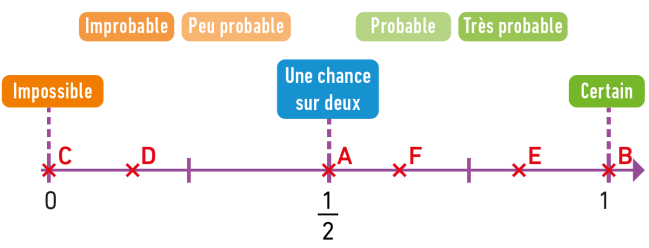 Improbable Peu probable Probable Très probable
Impossible Une chance sur deux Certain
C D A F E B
0 1/2 1